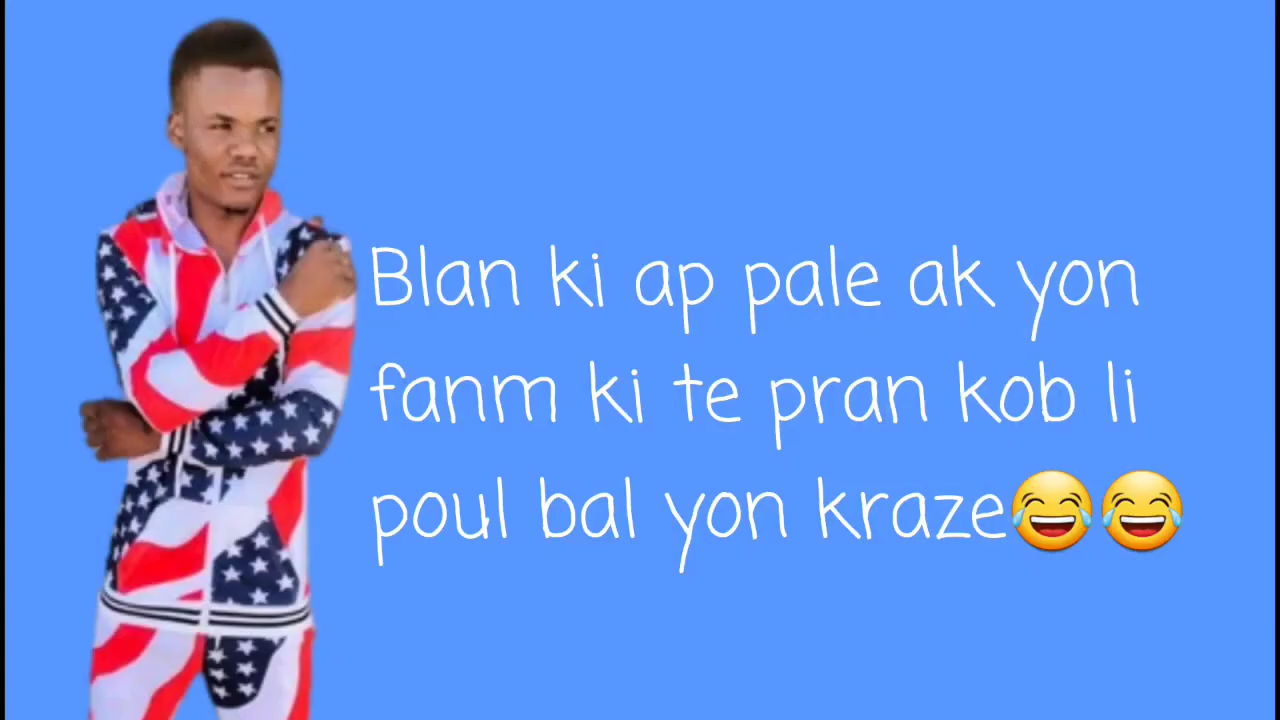 Blan ki ap pale ak yon
fanm ki te pran kob li
poul bal yon kraze😂😂